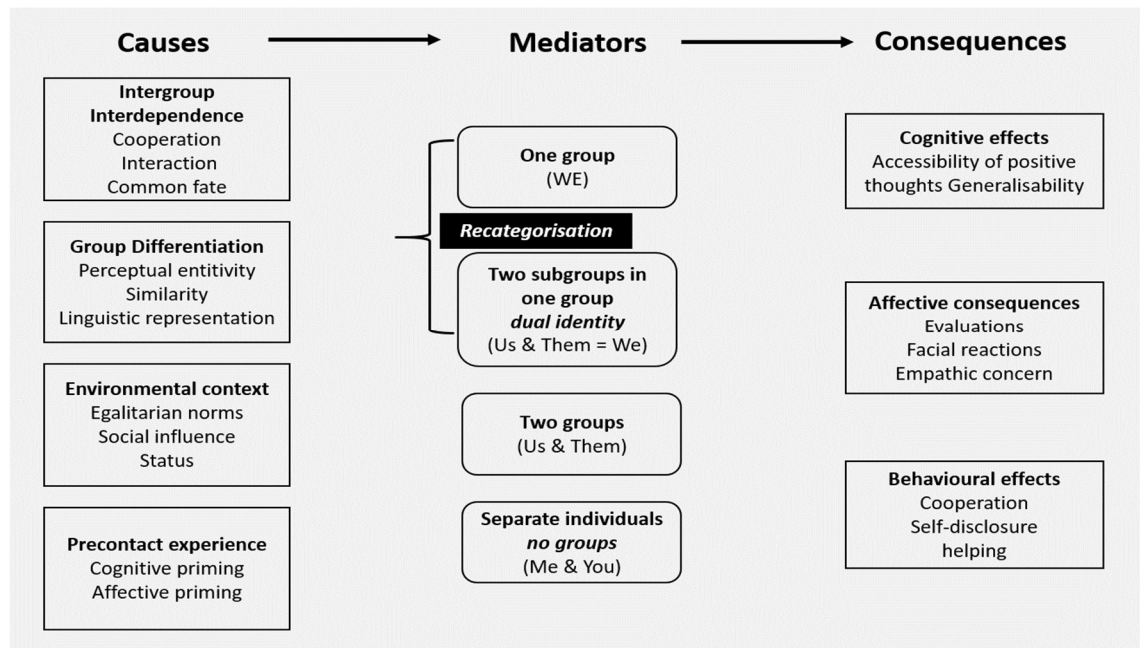 Causes
Mediators
Consequences
Intergroup
Interdependence
Cooperation
Interaction
Common fate
Group Differentiation
Perceptual entitivity
Similarity
Linguistic representation
Environmental context
Egalitarian norms
Social influence
Status
Precontact experience
Cognitive priming
Affective priming
One group
(WE)
Recategorisation
Two subgroups in
one group
dual identity
(Us & Them = We)
Two groups
(Us & Them)
Separate individuals
no groups
(Me & You)
Cognitive effects
Accessibility of positive
thoughts Generalisability
Affective consequences
Evaluations
Facial reactions
Empathic concern
Behavioural effects
Cooperation
Self-disclosure
helping